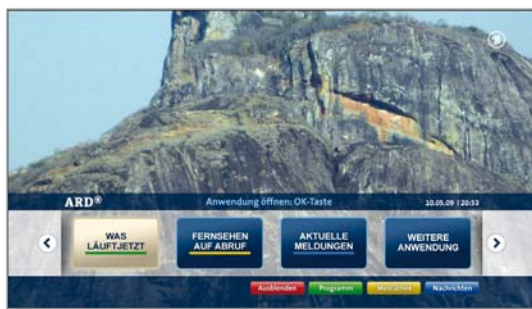 ARD
Anwendung öffnen: OK-Taste
20.05.09 | 20:53
WAS
LÄUFTJETZT
FERNSEHEN
AUF ABRUF
AKTUELLE
MELDUNGEN
WEITERE
ANWENDUNG
Ausblenden
Programm
Mediathek
Nachrichten